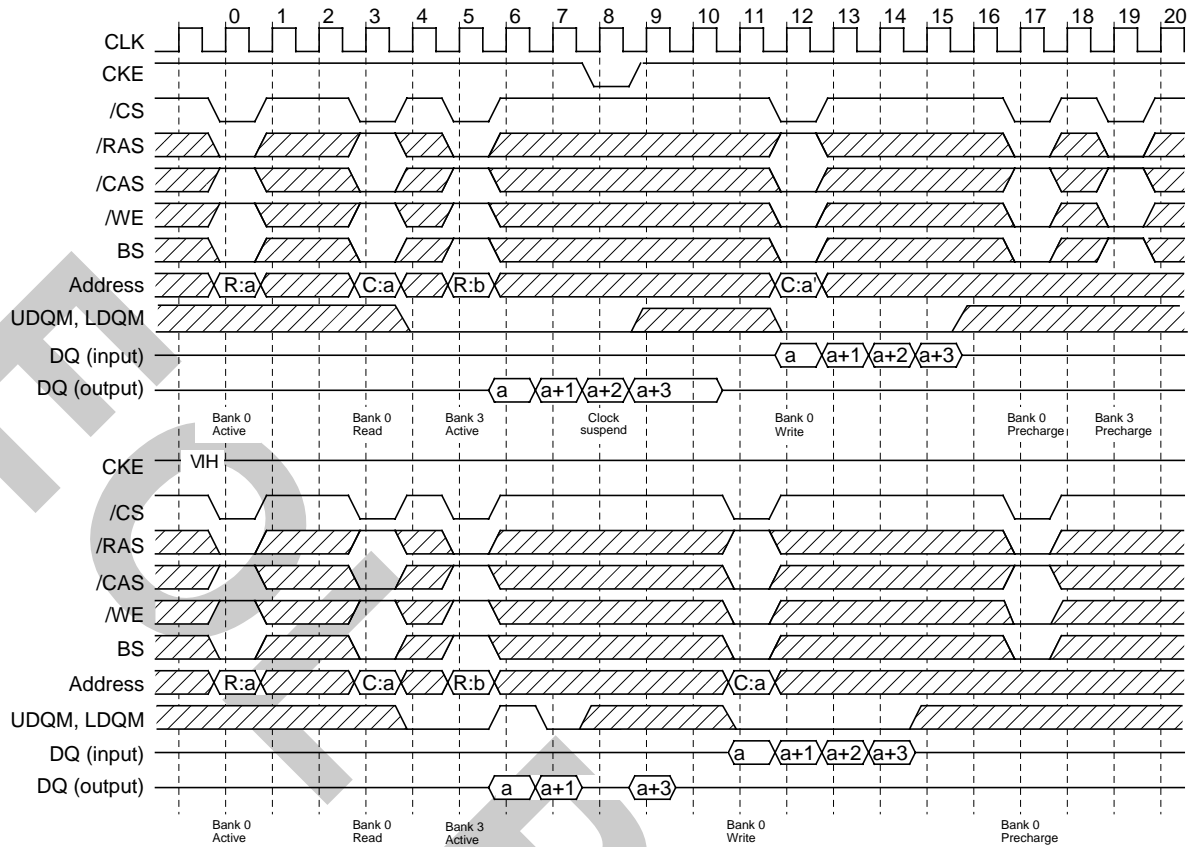 0 1 2 3 4 5 6 7 8 9 10 11 12 13 14 15 16 17 18 19 20
CLK
CKE
/CS
/RAS
/CAS
/WE
BS
Address R:a C:a R:b C:a'
UDQM, LDQM
DQ (input) a a+1 a+2 a+3
DQ (output) a a+1 a+2 a+3
Bank 0 Active Bank 0 Read Bank 3 Active Clock suspend Bank 0 Write Bank 0 Precharge Bank 3 Precharge
CKE VIH
/CS
/RAS
/CAS
/WE
BS
Address R:a C:a R:b C:a
UDQM, LDQM
DQ (input) a a+1 a+2 a+3
DQ (output) a a+1 a+3
Bank 0 Active Bank 0 Read Bank 3 Active Bank 0 Write Bank 0 Precharge